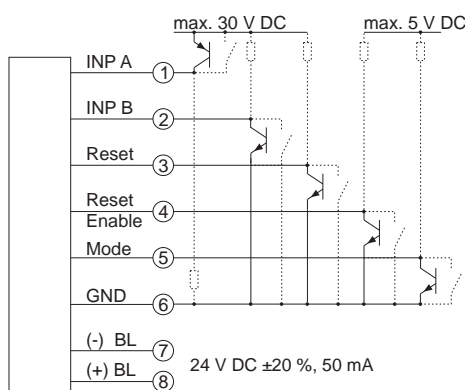 max. 30 V DC max. 5 V DC
INP A 1
INP B 2
Reset 3
Reset
Enable 4
Mode 5
GND 6
(-) BL 7
24 V DC ±20 %, 50 mA
(+) BL 8